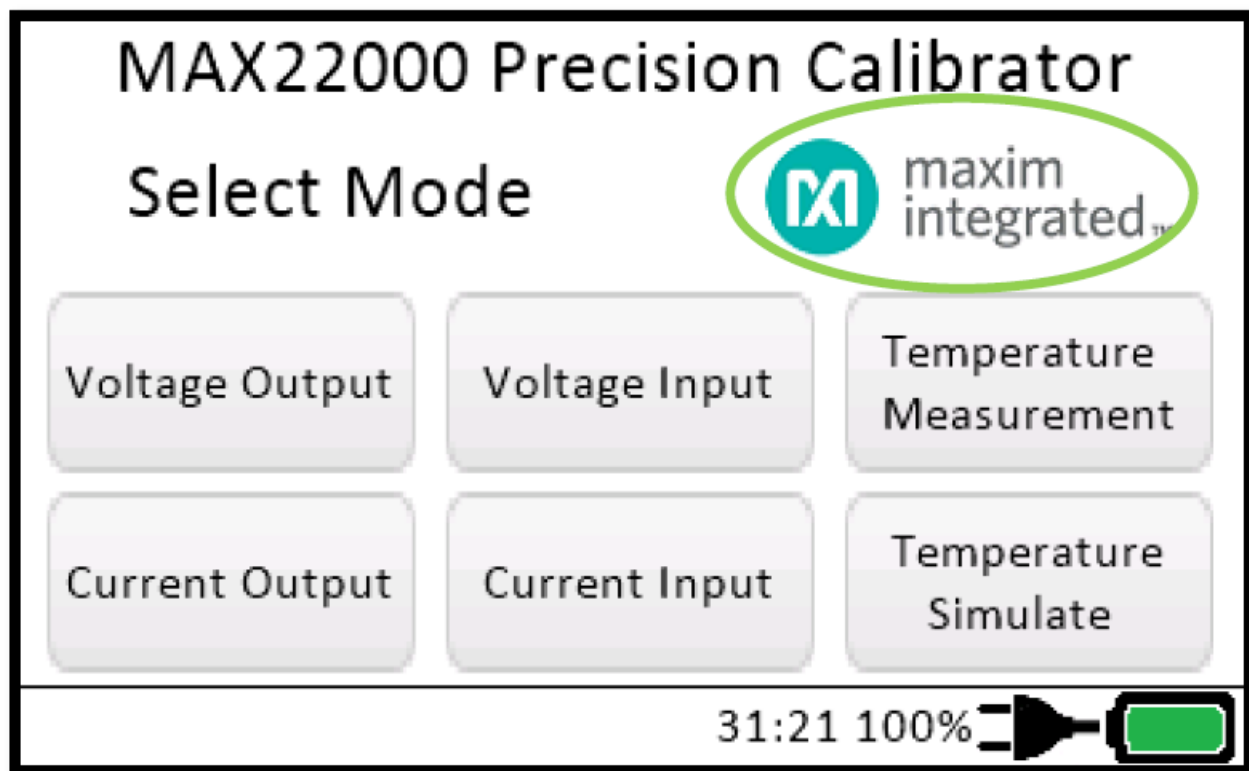 MAX22000 Precision Calibrator
Select Mode
maxim
integrated™
Voltage Output
Voltage Input
Temperature
Measurement
Current Output
Current Input
Temperature
Simulate
31:21 100%